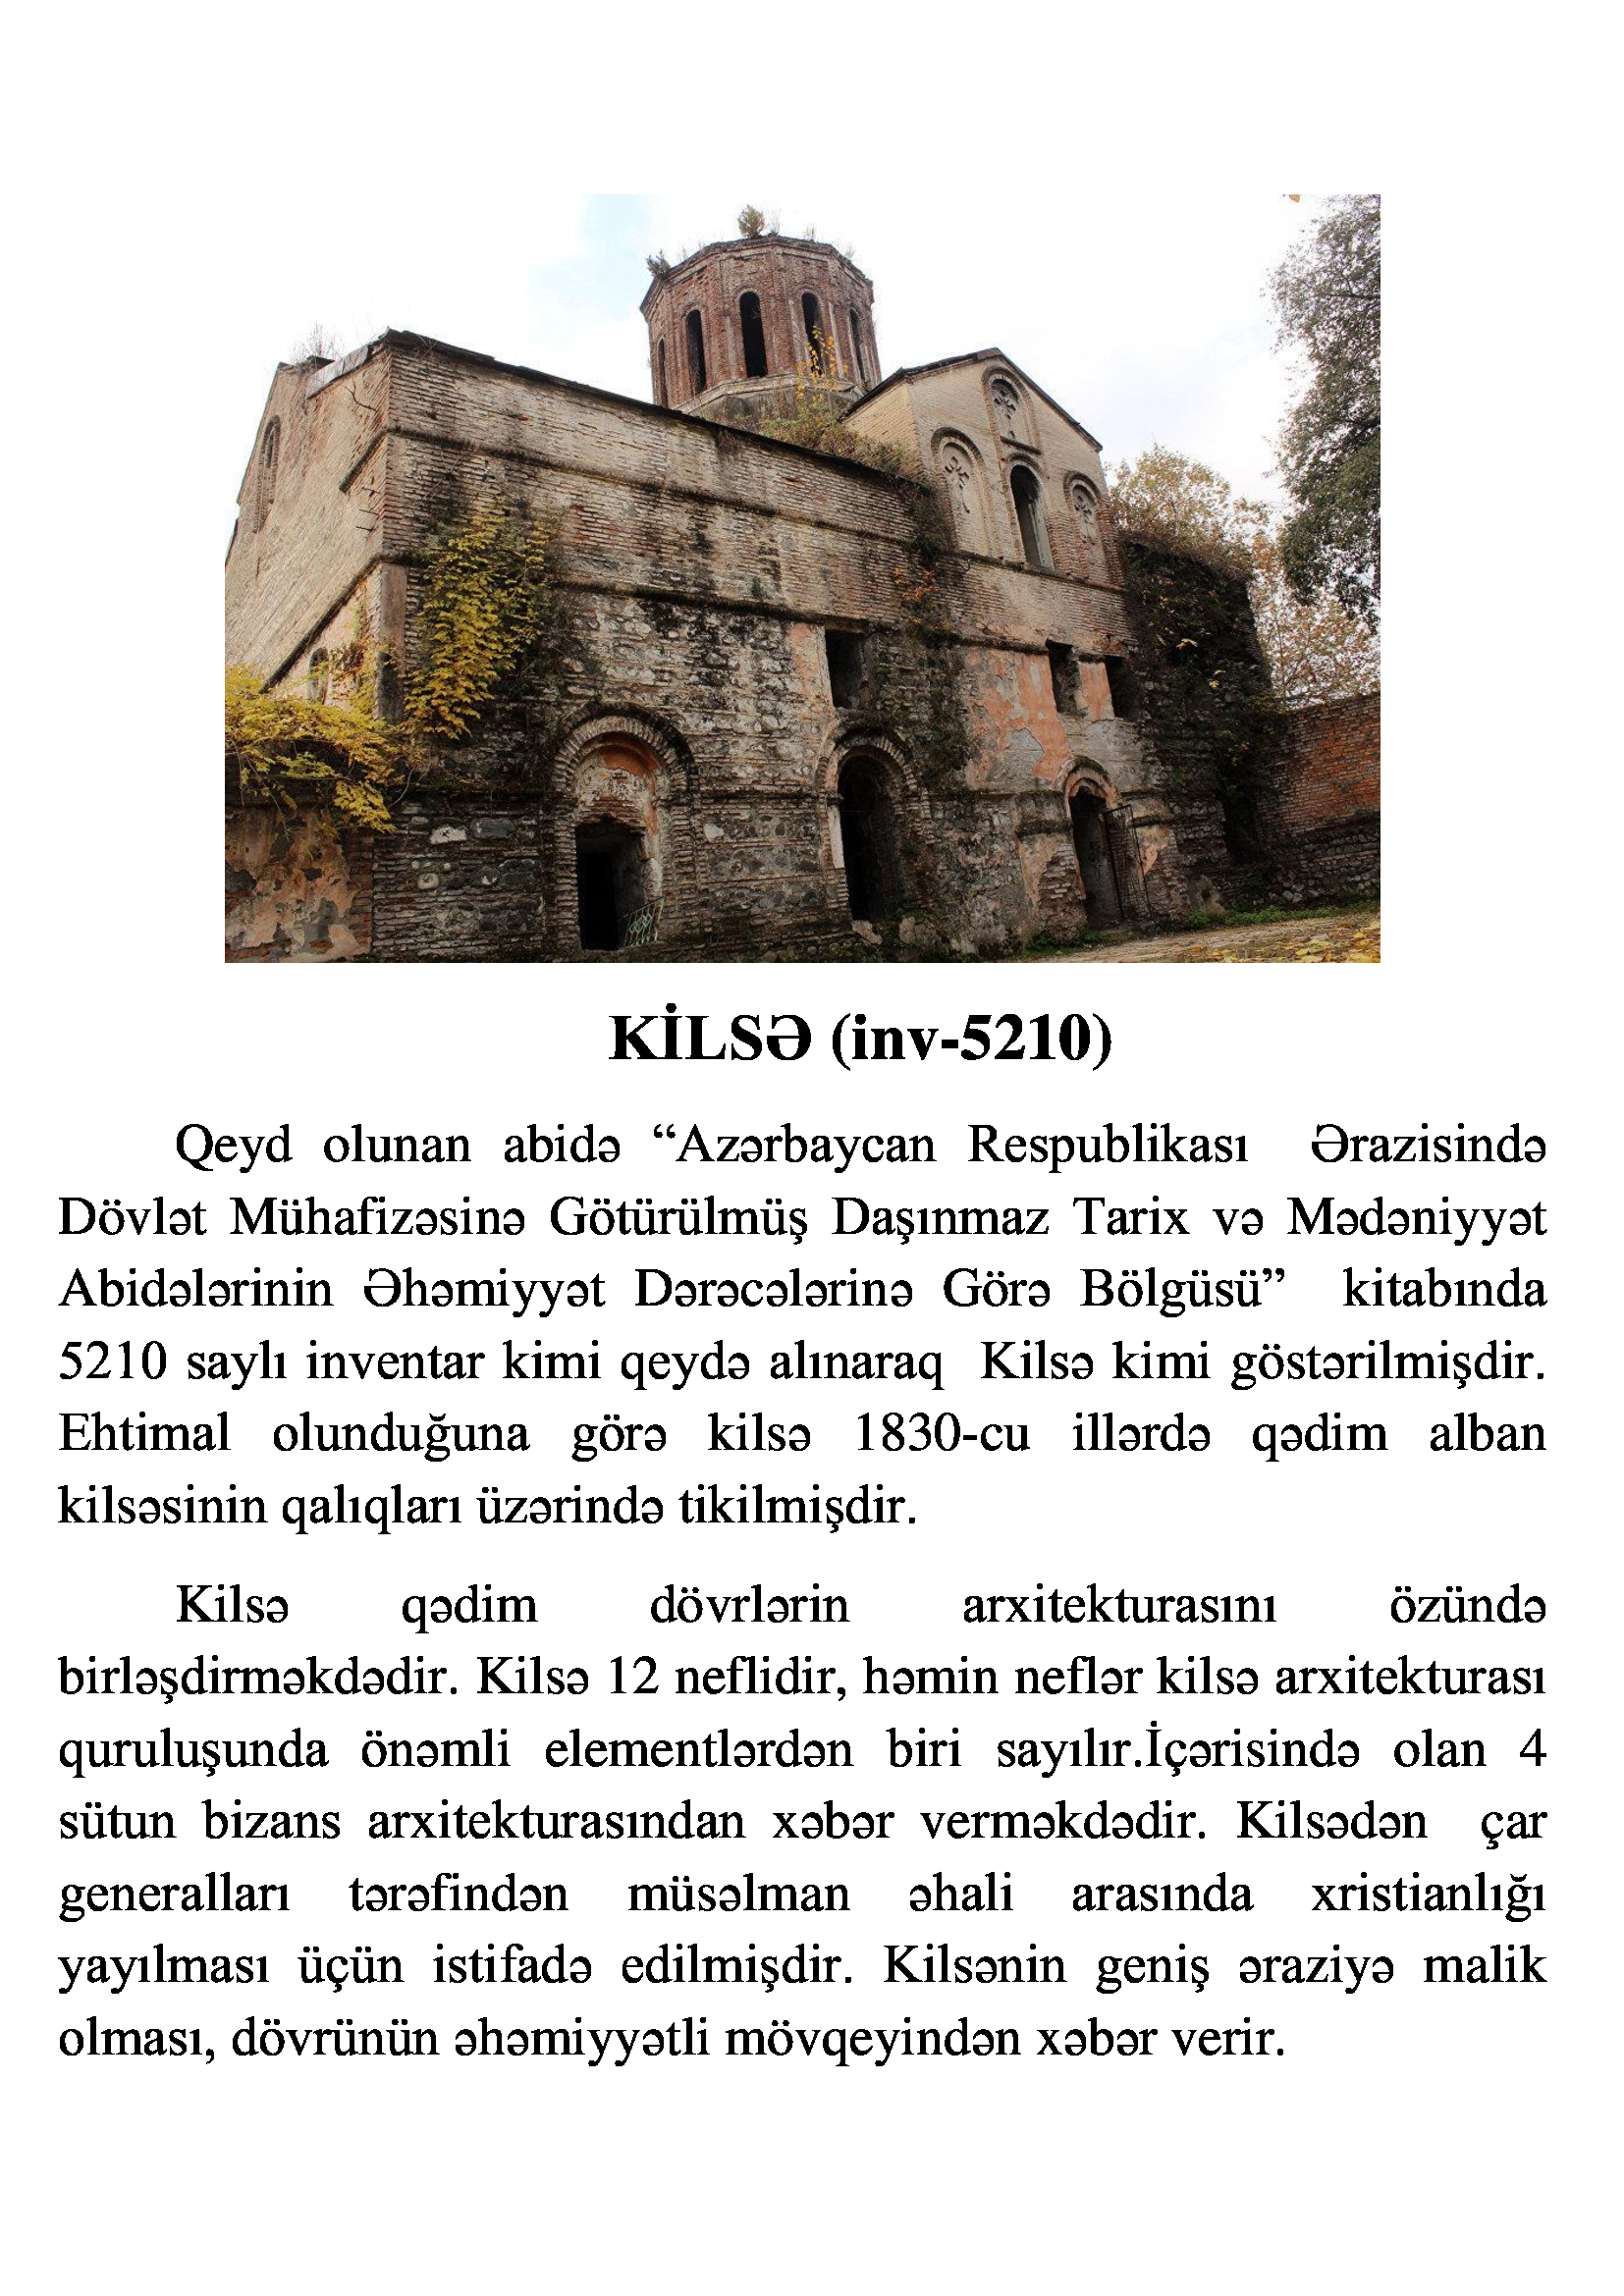 KİLSƏ (inv-5210)
Qeyd olunan abidə “Azərbaycan Respublikası Ərazisində
Dövlət Mühafizəsinə Götürülmüş Daşınmaz Tarix və Mədəniyyət
Abidələrinin Əhəmiyyət Dərəcələrinə Görə Bölgüsü” kitabında
5210 saylı inventar kimi qeydə alınaraq Kilsə kimi göstərilmişdir.
Ehtimal olunduğuna görə kilsə 1830-cu illərdə qədim alban
kilsəsinin qalıqları üzərində tikilmişdir.
Kilsə qədim dövrlərin arxitekturasını özündə
birləşdirməkdədir. Kilsə 12 neflidir, həmin neflər kilsə arxitekturası
quruluşunda önəmli elementlərdən biri sayılır.İçərisində olan 4
sütun bizans arxitekturasından xəbər verməkdədir. Kilsədən çar
generalları tərəfindən müsəlman əhali arasında xristianlığı
yayılması üçün istifadə edilmişdir. Kilsənin geniş əraziyə malik
olması, dövrünün əhəmiyyətli mövqeyindən xəbər verir.